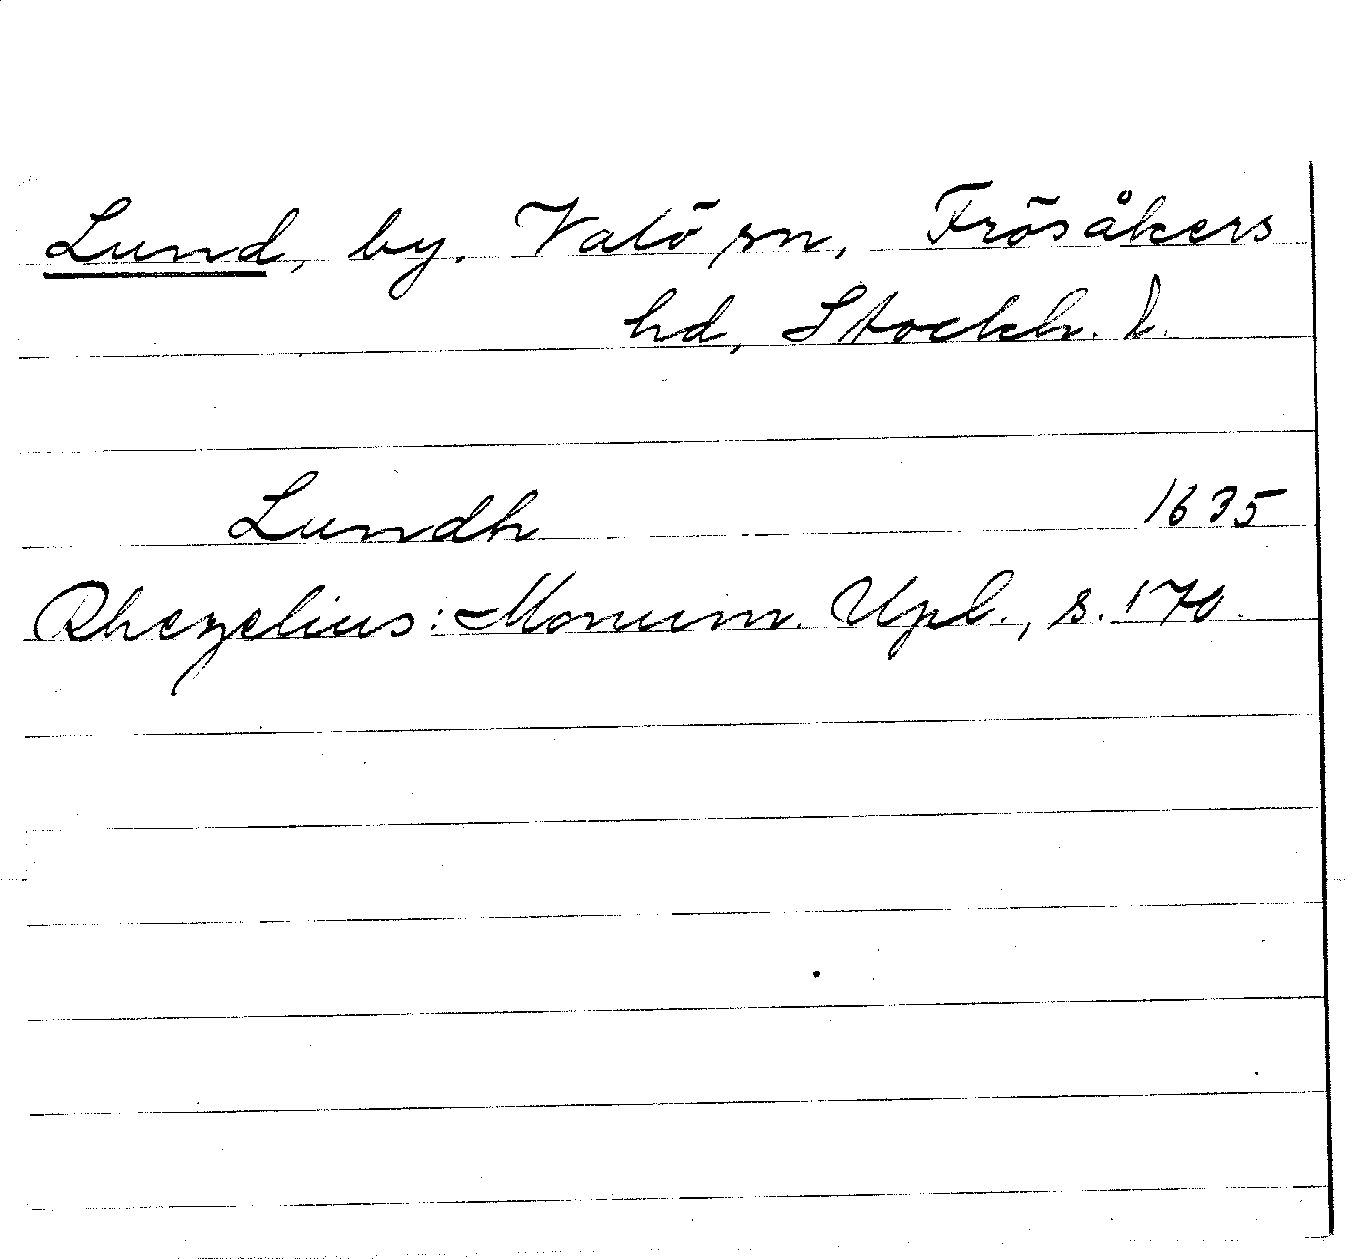 Lund, by. Valö sn, Frösåkers
hd, Stockh. l.
Lundh 1635
Rhezelius: Monum. Upl., s. 170.